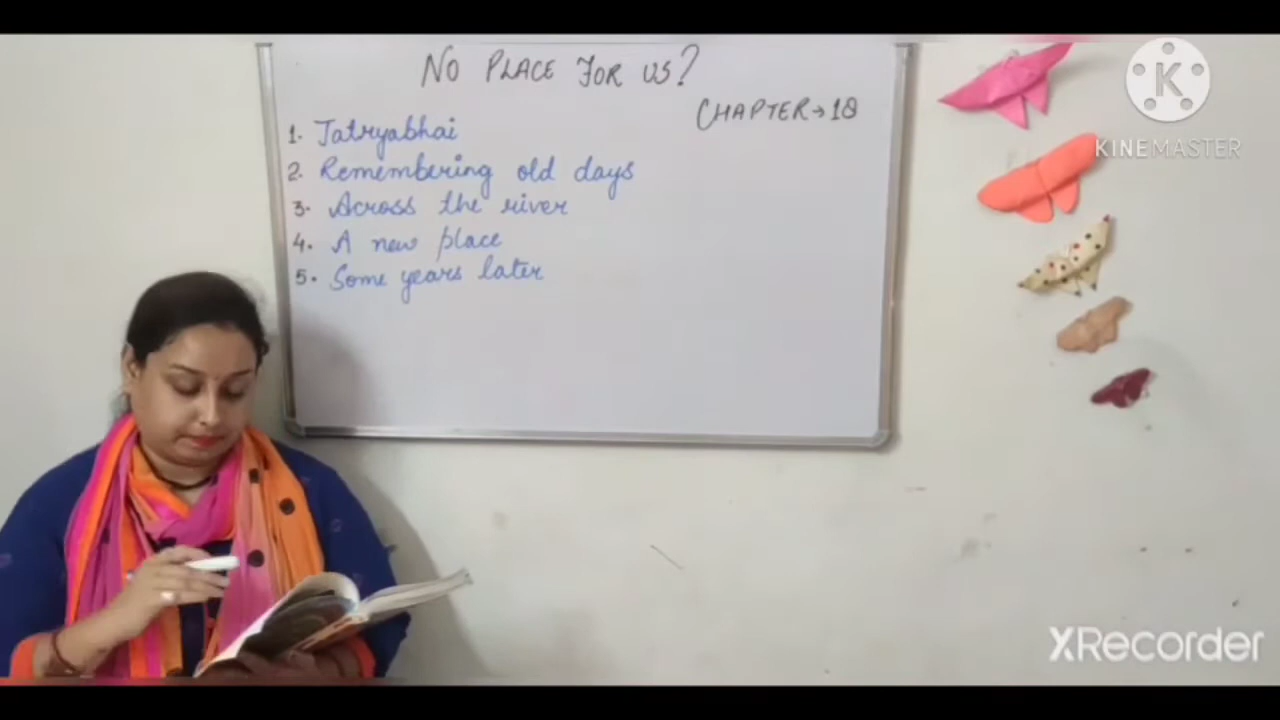 NO PLACE FOR US?
CHAPTER→18
1. Jatryabhai
2. Remembering old days
3. Across the river
4. A new place
5. Some years later
K
KINEMASTER
XRecorder